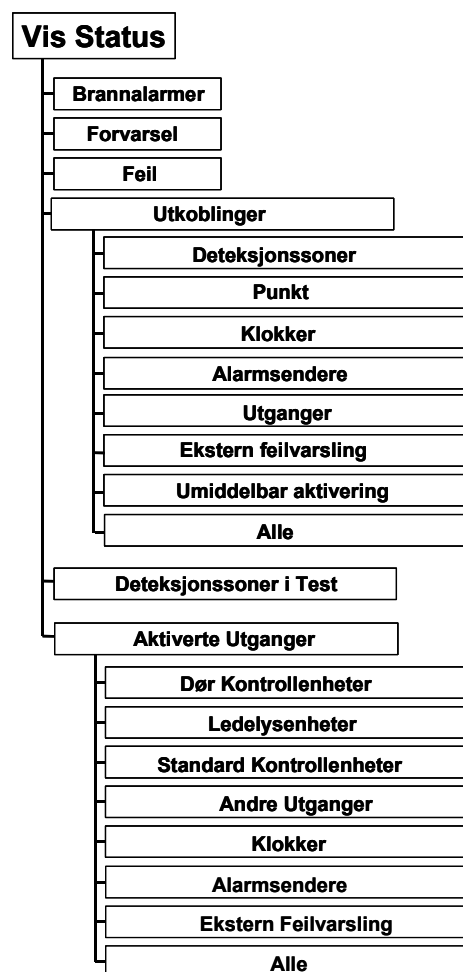 Vis Status
Brannalarmer
Forvarsel
Feil
Utkoblinger
Deteksjonssoner
Punkt
Klokker
Alarmsendere
Utganger
Ekstern feilvarsling
Umiddelbar aktivering
Alle
Deteksjonssoner i Test
Aktiverte Utganger
Dør Kontrollenheter
Ledelysenheter
Standard Kontrollenheter
Andre Utganger
Klokker
Alarmsendere
Ekstern Feilvarsling
Alle